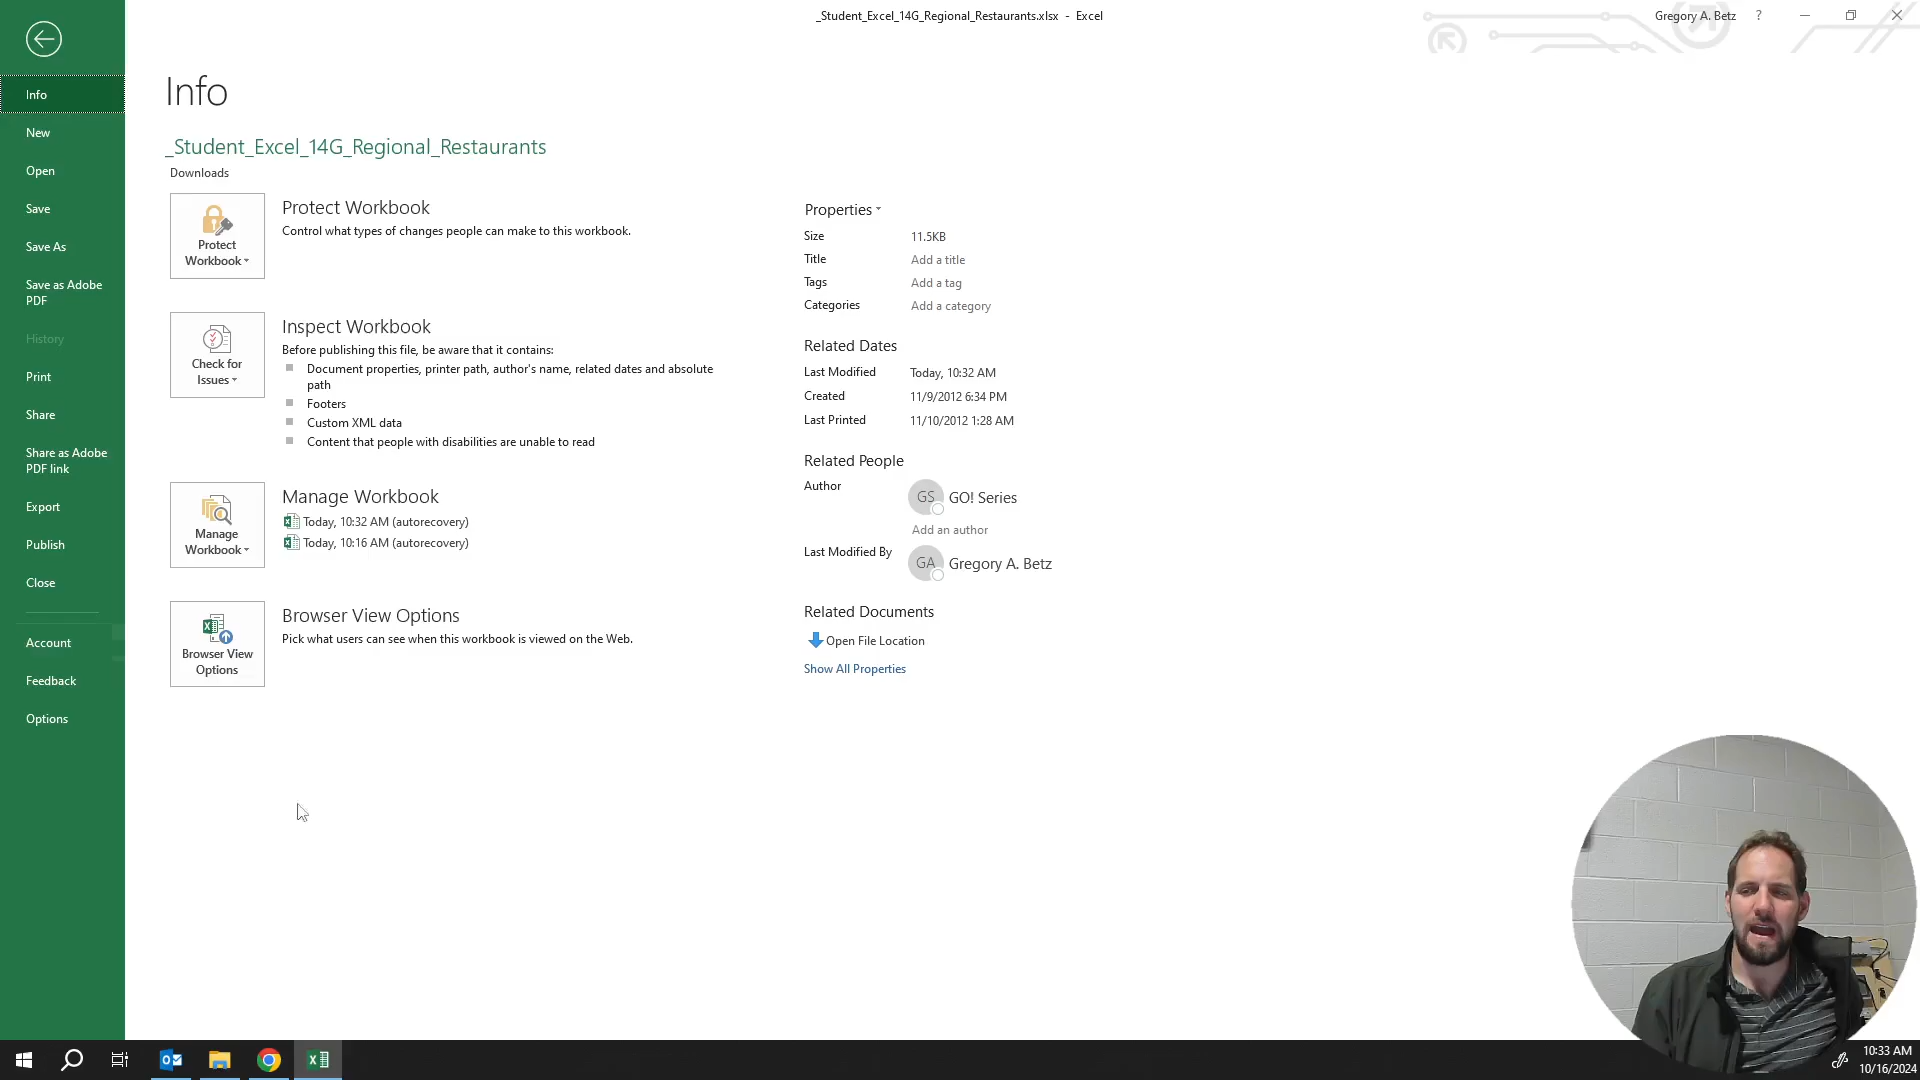 _Student_Excel_14G_Regional_Restaurants.xlsx - Excel
Gregory A. Betz
?
Info
New
Open
Save
Save As
Save as Adobe
PDF
History
Print
Share
Share as Adobe
PDF link
Export
Publish
Close
Account
Feedback
Options
Info
_Student_Excel_14G_Regional_Restaurants
Downloads
Protect
Workbook
Protect Workbook
Control what types of changes people can make to this workbook.
Check for
Issues
Inspect Workbook
Before publishing this file, be aware that it contains:
Document properties, printer path, author's name, related dates and absolute
path
Footers
Custom XML data
Content that people with disabilities are unable to read
Manage
Workbook
Manage Workbook
Today, 10:32 AM (autorecovery)
Today, 10:16 AM (autorecovery)
Browser View
Options
Browser View Options
Pick what users can see when this workbook is viewed on the Web.
Properties
Size 11.5KB
Title Add a title
Tags Add a tag
Categories Add a category
Related Dates
Last Modified Today, 10:32 AM
Created 11/9/2012 6:34 PM
Last Printed 11/10/2012 1:28 AM
Related People
Author
GS GO! Series
Add an author
Last Modified By
GA Gregory A. Betz
Related Documents
Open File Location
Show All Properties
10:33 AM
10/16/2024